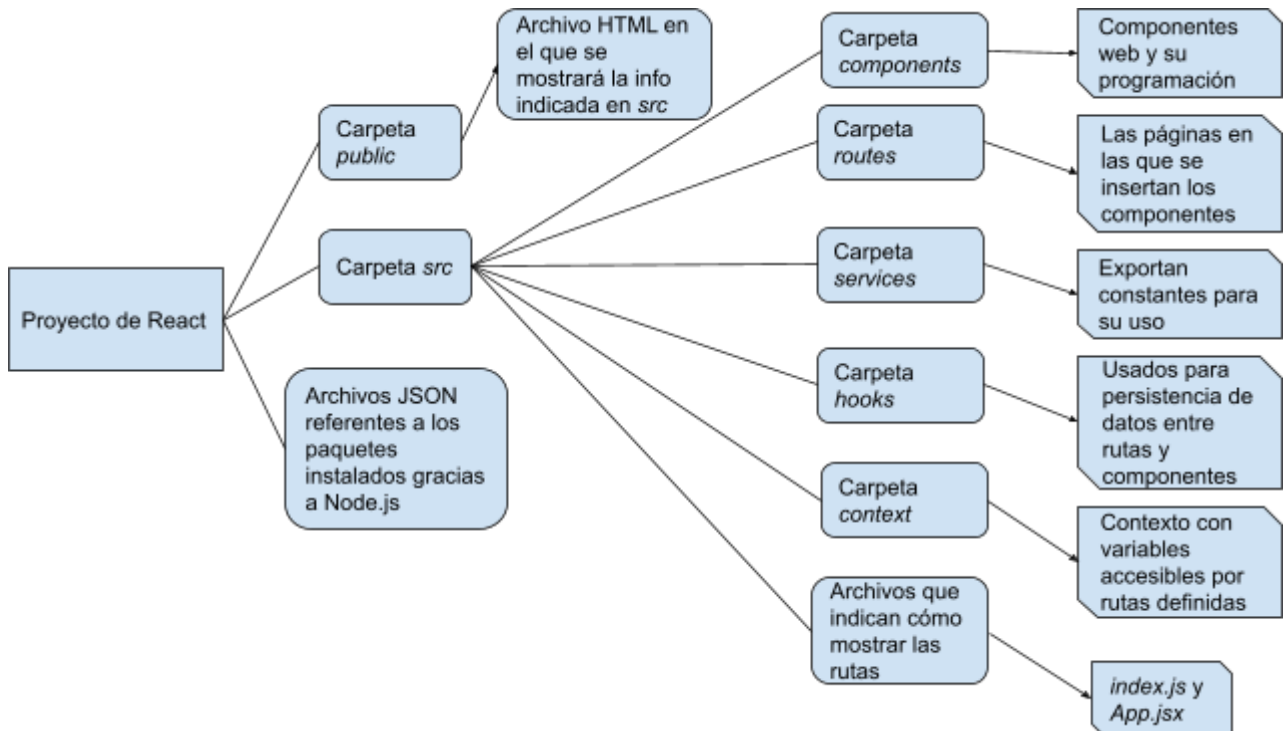 Proyecto de React
Carpeta
public
Archivo HTML en
el que se
mostrará la info
indicada en src
Carpeta src
Archivos JSON
referentes a los
paquetes
instalados gracias
a Node.js
Carpeta
components
Componentes
web y su
programación
Carpeta
routes
Las páginas en
las que se
insertan los
componentes
Carpeta
services
Exportan
constantes para
su uso
Carpeta
hooks
Usados para
persistencia de
datos entre
rutas y
componentes
Carpeta
context
Contexto con
variables
accesibles por
rutas definidas
Archivos que
indican cómo
mostrar las
rutas
index.js y
App.jsx